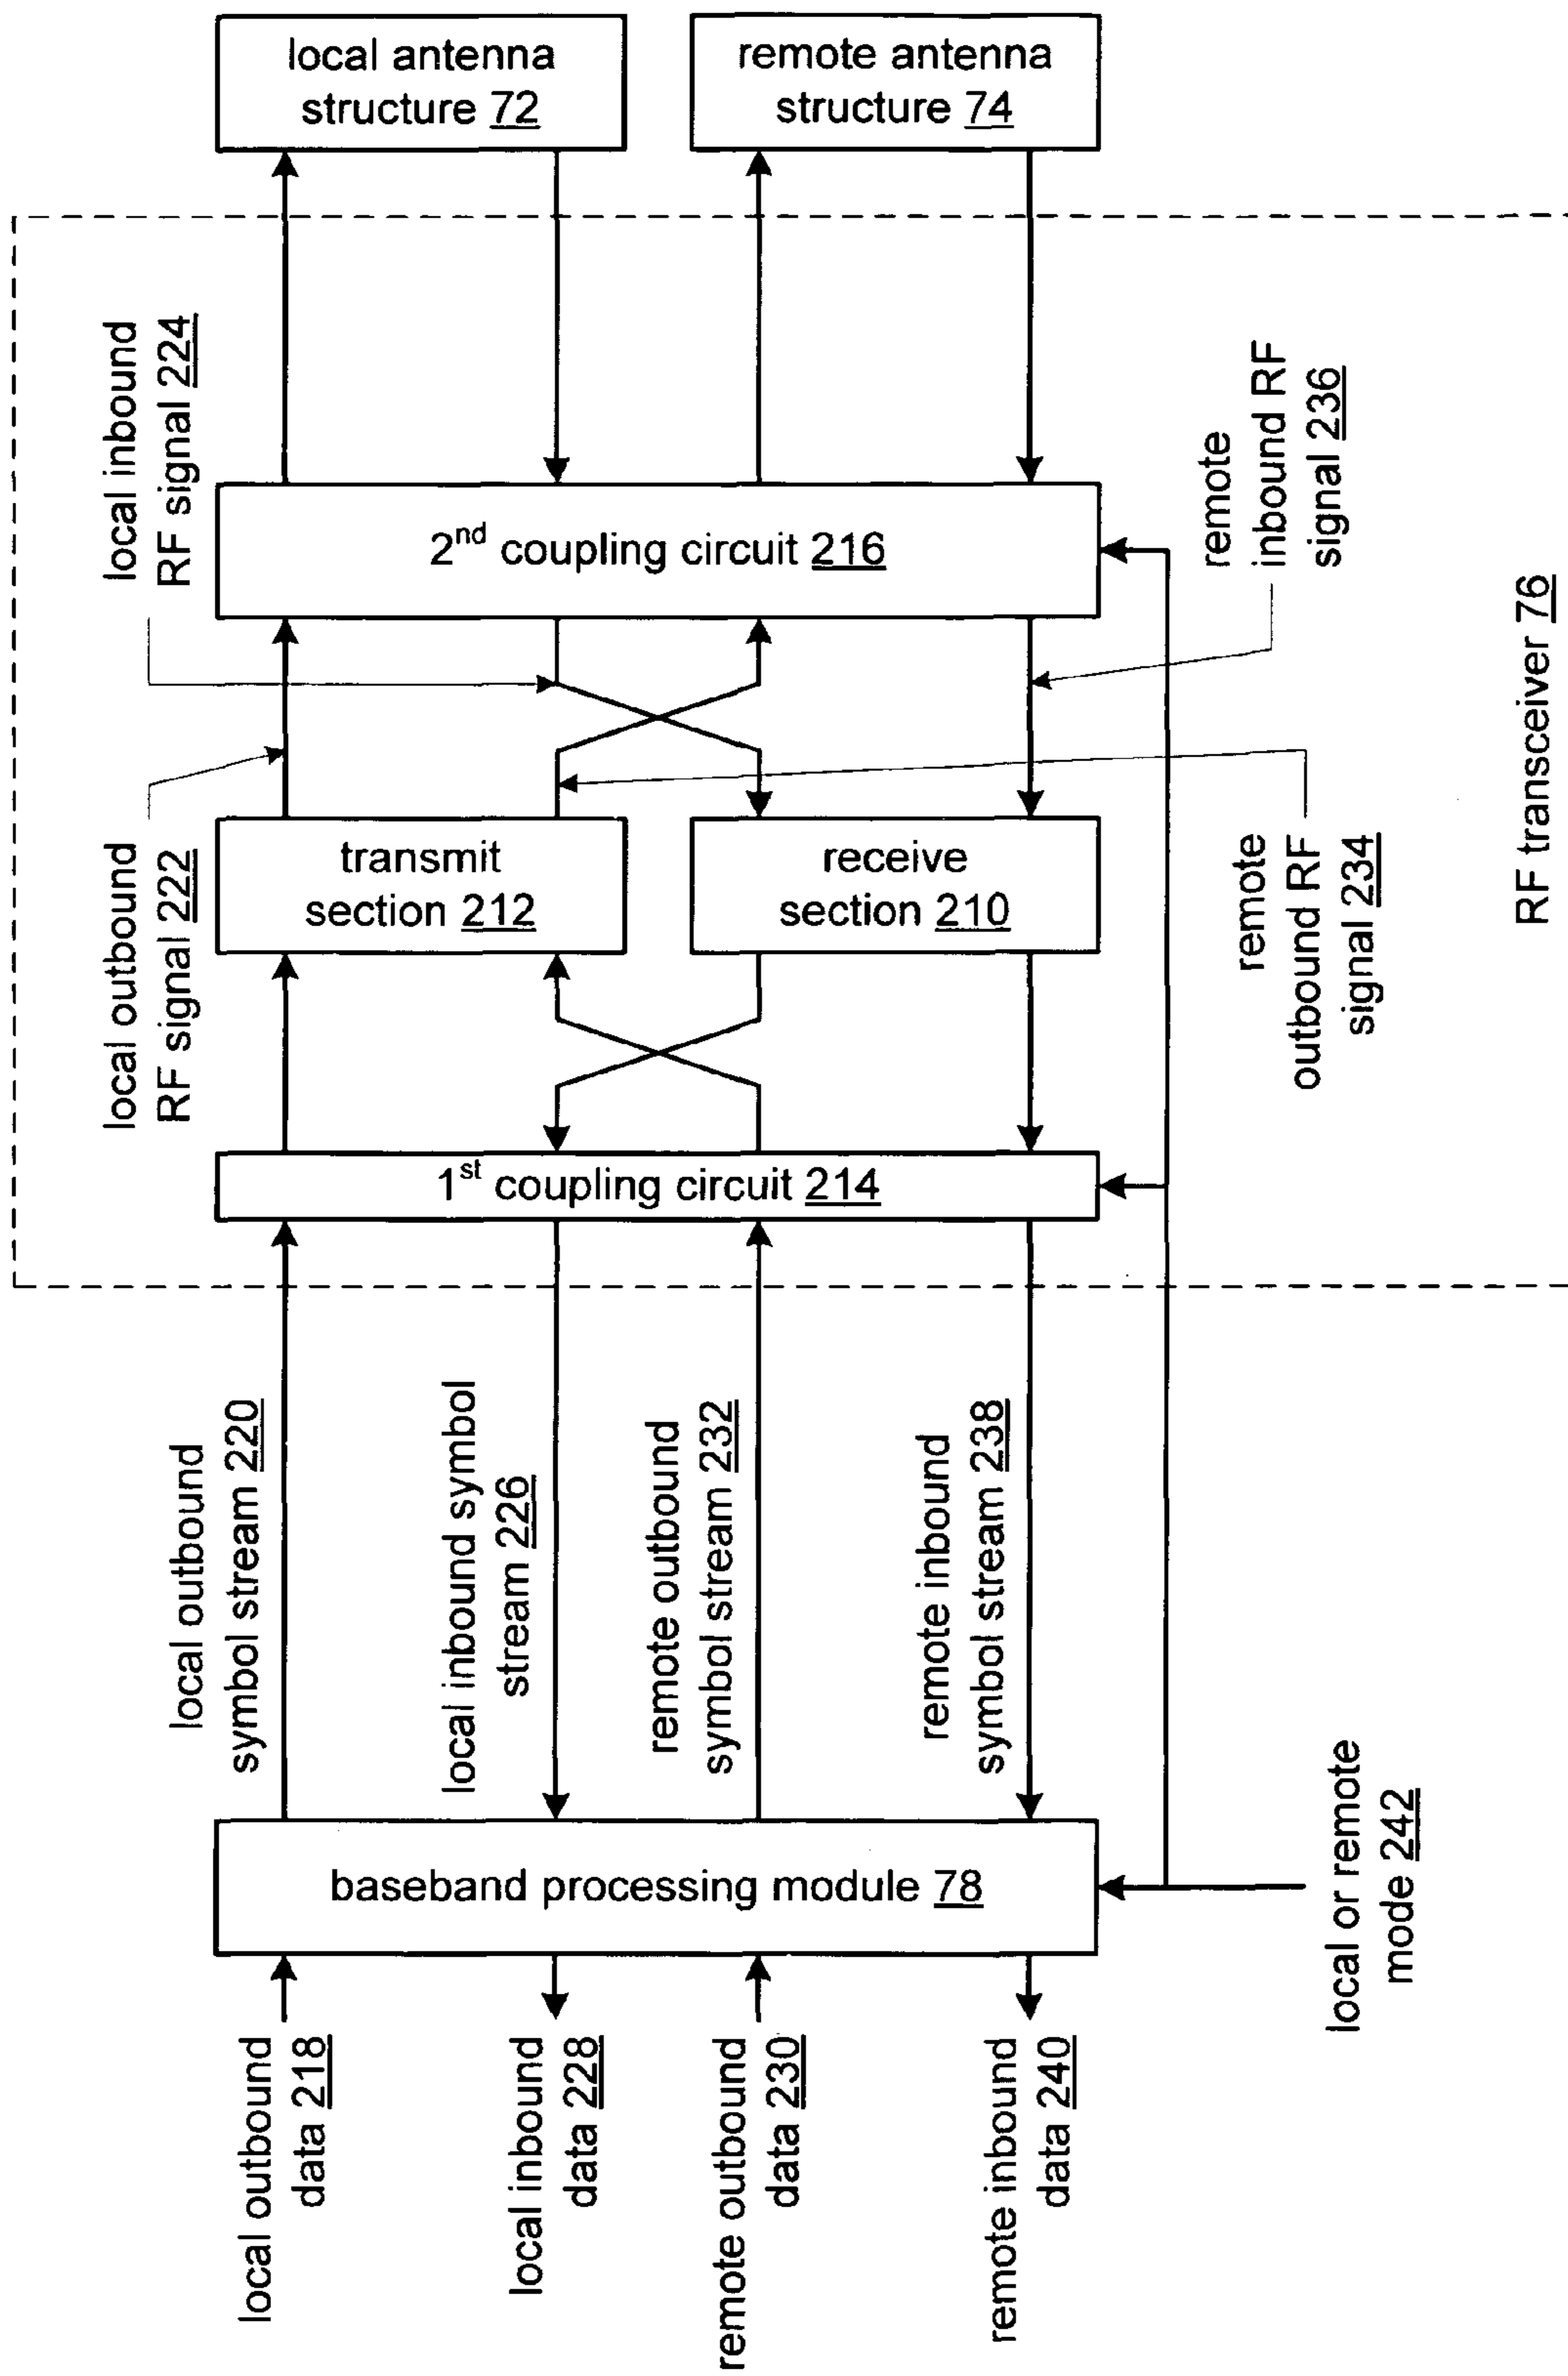 local antenna
structure 72
remote antenna
structure 74
local inbound
RF signal 224
2nd coupling circuit 216
remote
inbound RF
signal 236
local outbound
RF signal 222
transmit
section 212
receive
section 210
remote
outbound RF
signal 234
RF transceiver 76
1st coupling circuit 214
local outbound
symbol stream 220
local inbound symbol
stream 226
remote outbound
symbol stream 232
remote inbound
symbol stream 238
baseband processing module 78
local or remote
mode 242
local outbound
data 218
local inbound
data 228
remote outbound
data 230
remote inbound
data 240